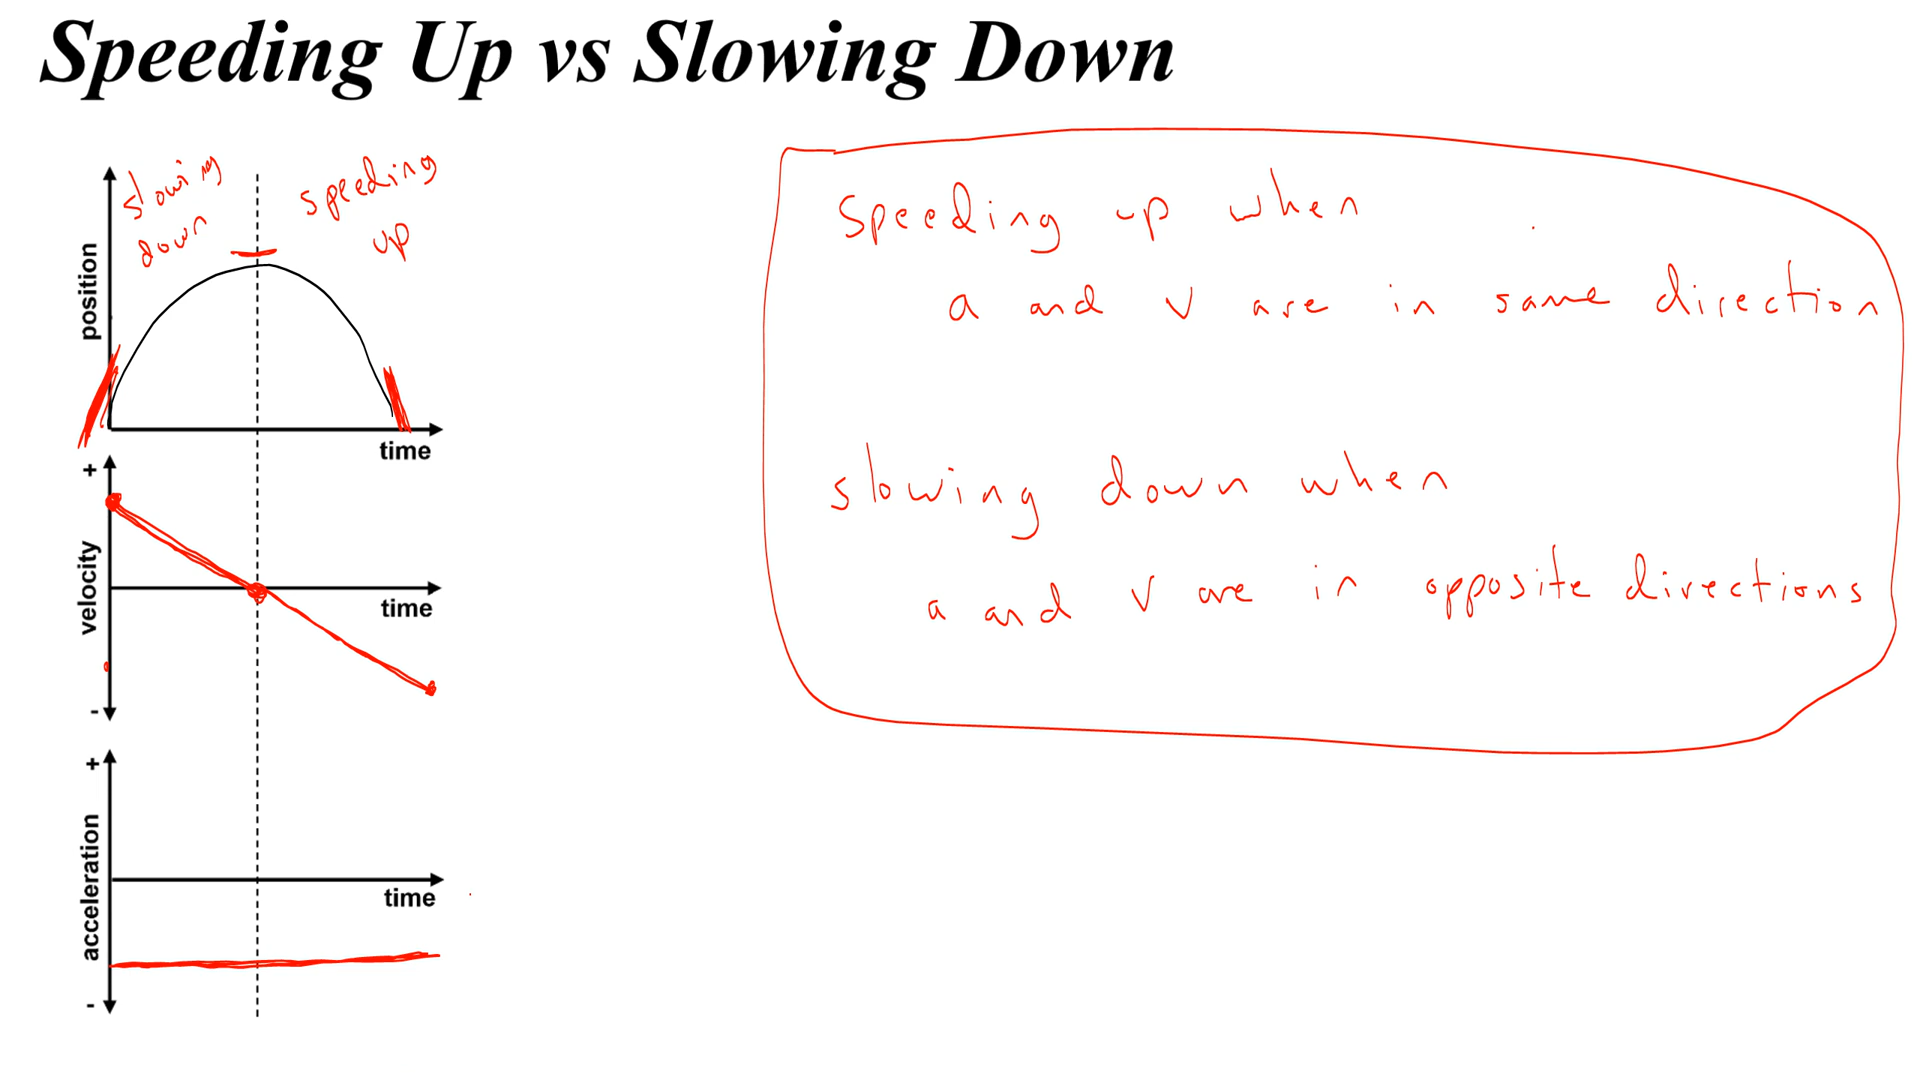 Speeding Up vs Slowing Down
slowing
down
speeding
up
position
time
+
velocity
time
-
+
acceleration
time
-
Speeding up when
a and v are in same direction
slowing down when
a and v are in opposite directions